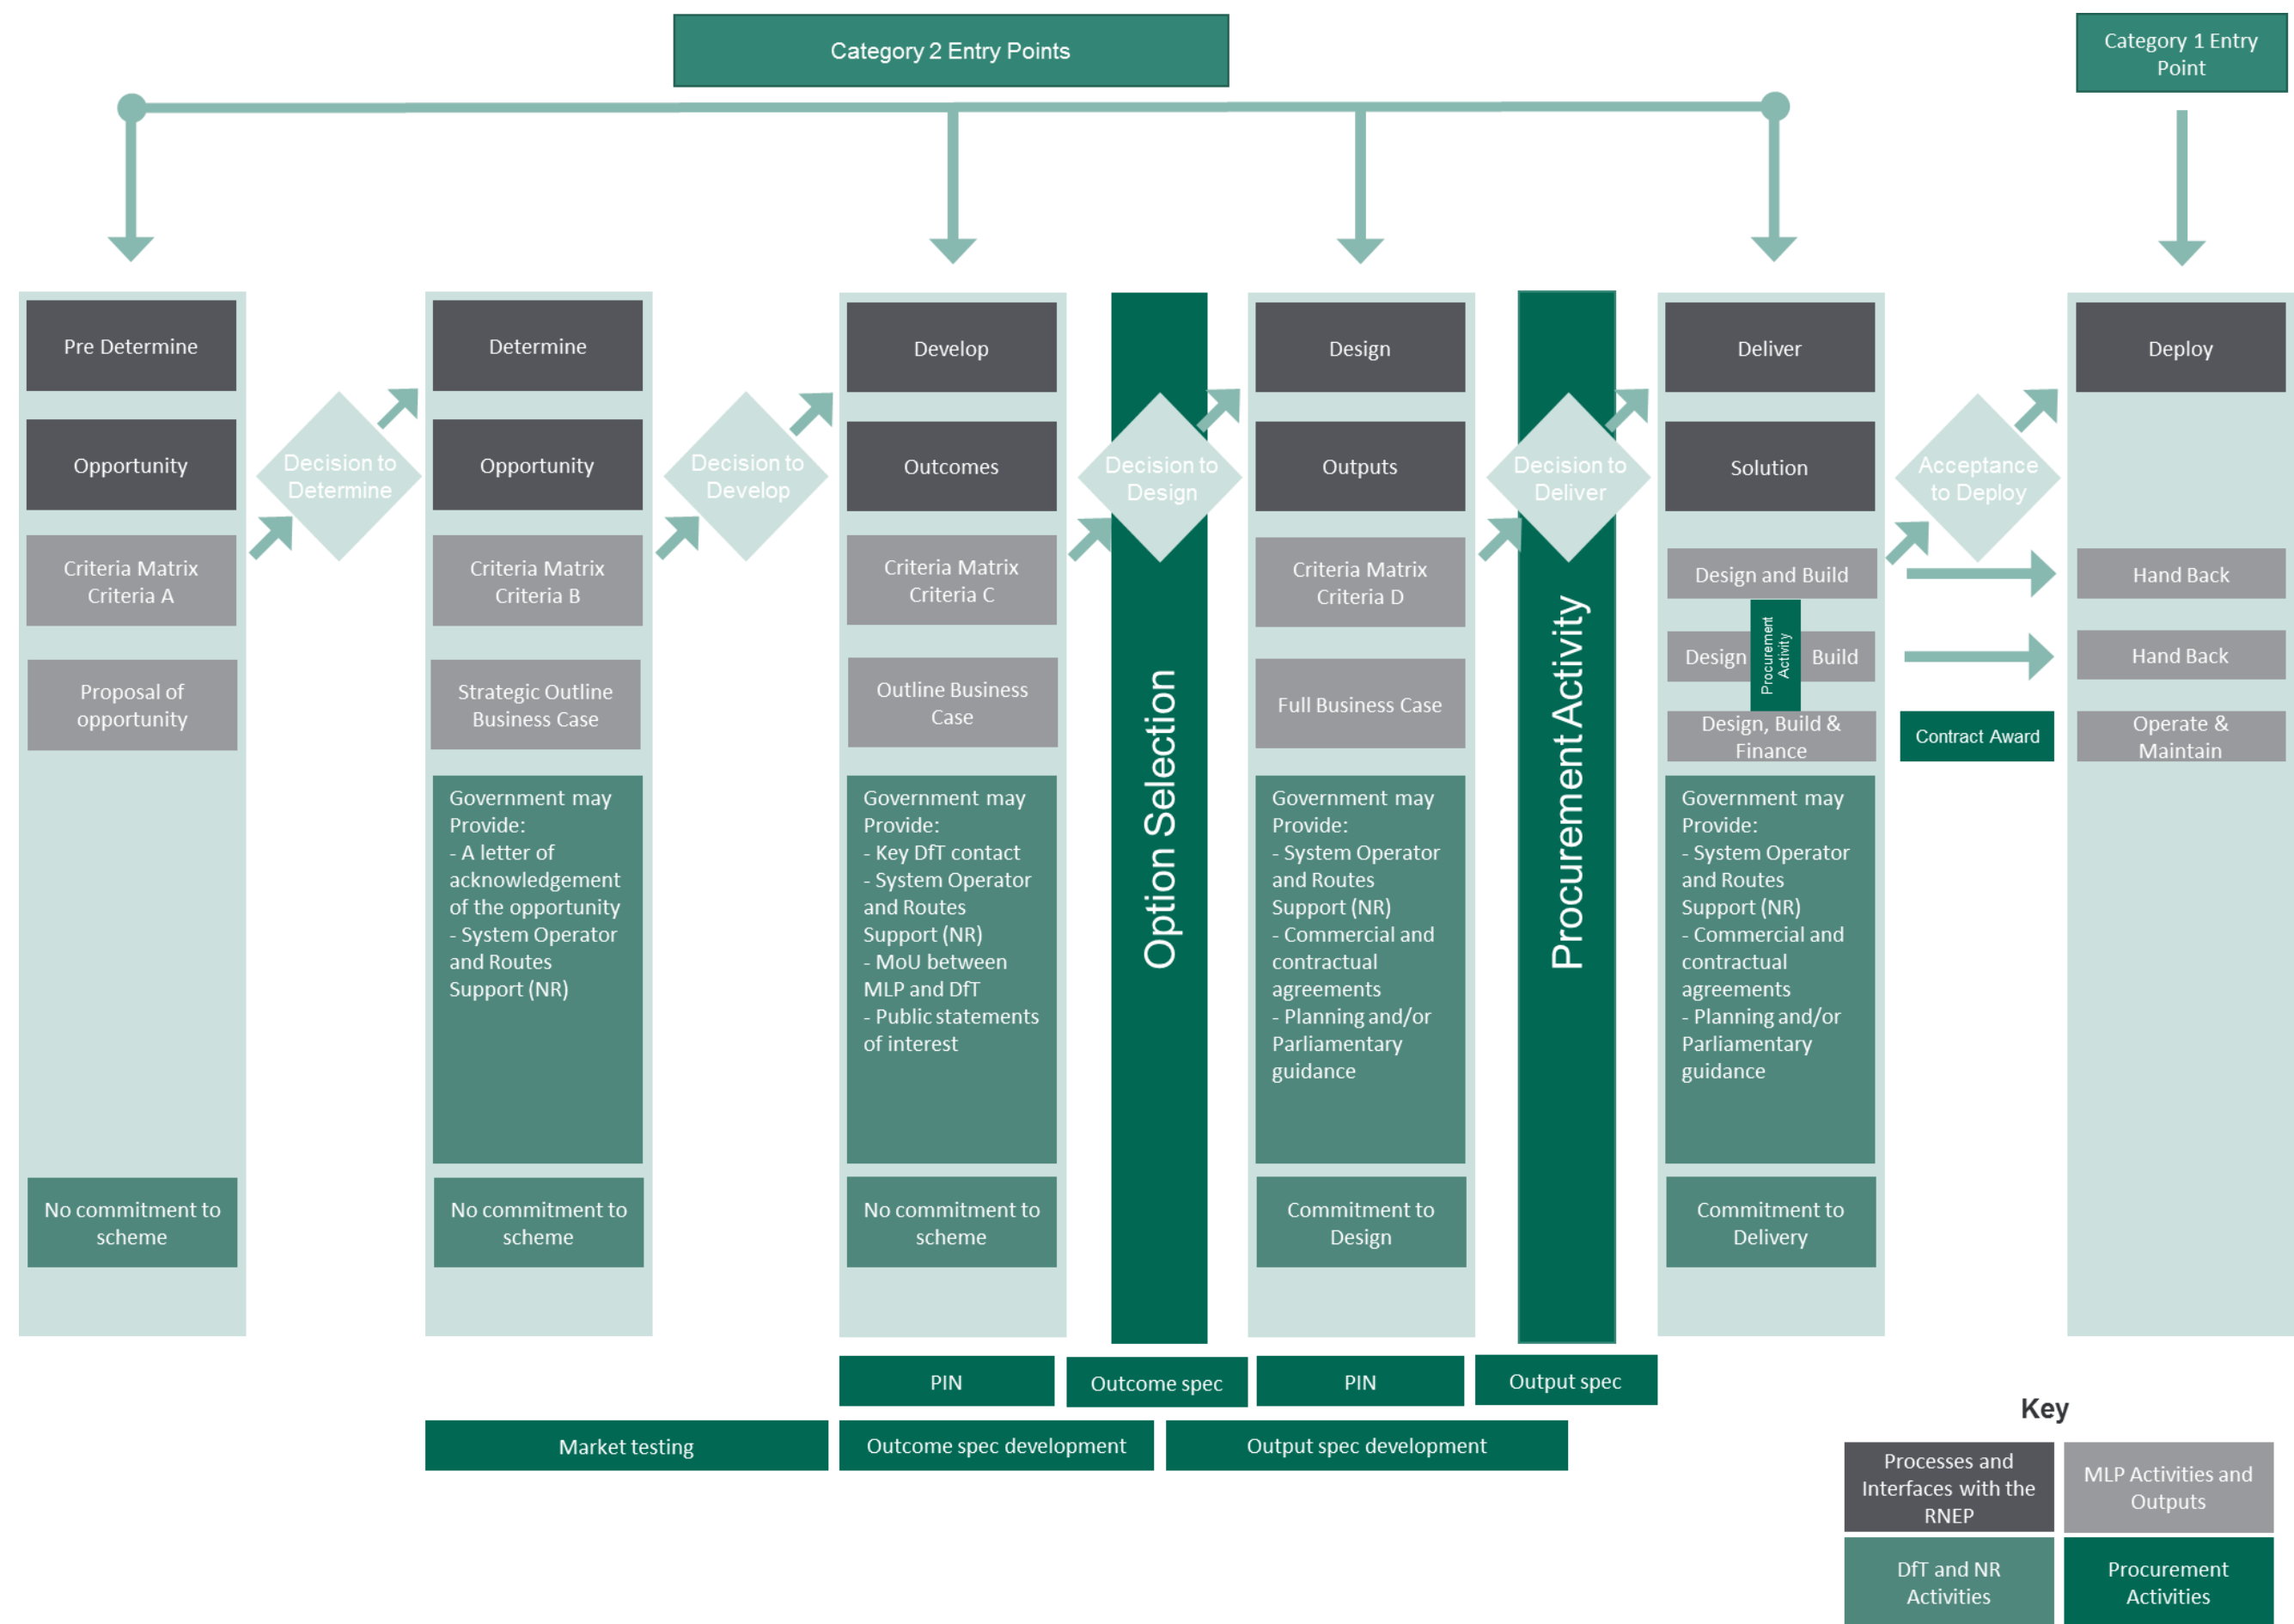 Category 2 Entry Points
Category 1 Entry
Point
Pre Determine
Opportunity
Criteria Matrix
Criteria A
Proposal of
opportunity
No commitment to
scheme
Decision to
Determine
Determine
Opportunity
Criteria Matrix
Criteria B
Strategic Outline
Business Case
Government may
Provide:
- A letter of
acknowledgement
of the opportunity
- System Operator
and Routes
Support (NR)
No commitment to
scheme
Decision to
Develop
Develop
Outcomes
Criteria Matrix
Criteria C
Outline Business
Case
Government may
Provide:
- Key DfT contact
- System Operator
and Routes
Support (NR)
- MoU between
MLP and DfT
- Public statements
of interest
No commitment to
scheme
Decision to
Design
Option Selection
Design
Outputs
Criteria Matrix
Criteria D
Full Business Case
Government may
Provide:
- System Operator
and Routes
Support (NR)
- Commercial and
contractual
agreements
- Planning and/or
Parliamentary
guidance
Commitment to
Design
Decision to
Deliver
Procurement Activity
Deliver
Solution
Design and Build
Design
Procurement
Activity
Build
Design, Build &
Finance
Government may
Provide:
- System Operator
and Routes
Support (NR)
- Commercial and
contractual
agreements
- Planning and/or
Parliamentary
guidance
Commitment to
Delivery
Acceptance
to Deploy
Contract Award
Deploy
Hand Back
Hand Back
Operate &
Maintain
PIN
Outcome spec
PIN
Output spec
Market testing
Outcome spec development
Output spec development
Key
Processes and
Interfaces with the
RNEP
MLP Activities and
Outputs
DfT and NR
Activities
Procurement
Activities